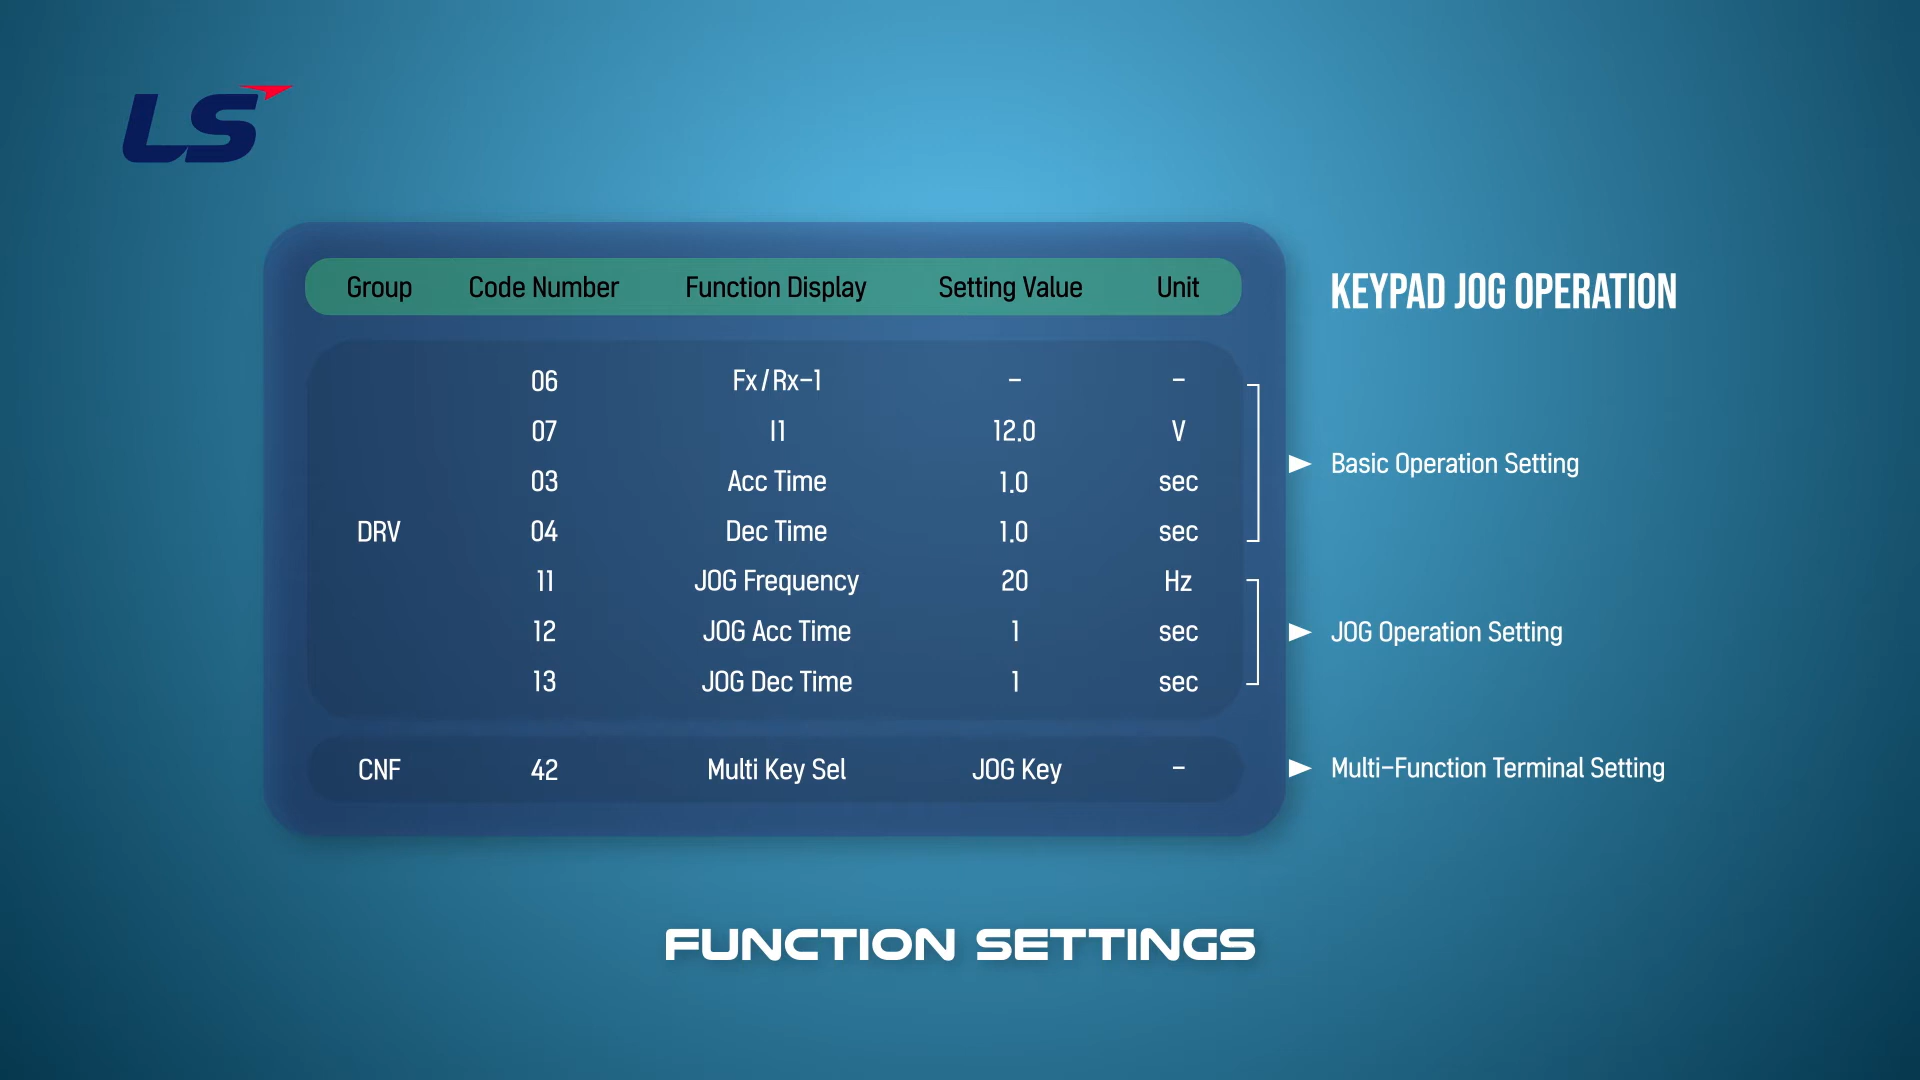 LS
Group Code Number Function Display Setting Value Unit
KEYPAD JOG OPERATION
06 Fx/Rx-1 - -
07 I1 12.0 V
03 Acc Time 1.0 sec
DRV 04 Dec Time 1.0 sec
11 JOG Frequency 20 Hz
12 JOG Acc Time 1 sec
13 JOG Dec Time 1 sec
Basic Operation Setting
JOG Operation Setting
CNF 42 Multi Key Sel JOG Key -
Multi-Function Terminal Setting
FUNCTION SETTINGS